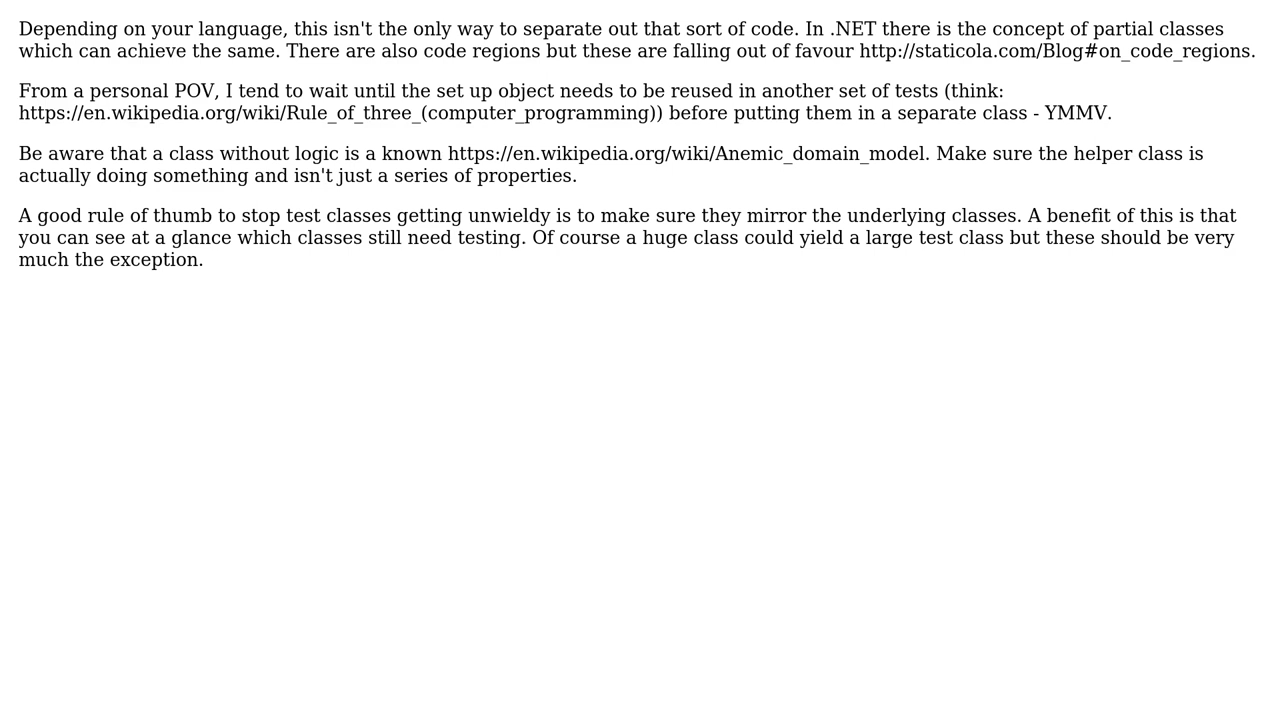 Depending on your language, this isn't the only way to separate out that sort of code. In .NET there is the concept of partial classes
which can achieve the same. There are also code regions but these are falling out of favour http://staticola.com/Blog#on_code_regions.
From a personal POV, I tend to wait until the set up object needs to be reused in another set of tests (think:
https://en.wikipedia.org/wiki/Rule_of_three_(computer_programming)) before putting them in a separate class - YMMV.
Be aware that a class without logic is a known https://en.wikipedia.org/wiki/Anemic_domain_model. Make sure the helper class is
actually doing something and isn't just a series of properties.
A good rule of thumb to stop test classes getting unwieldy is to make sure they mirror the underlying classes. A benefit of this is that
you can see at a glance which classes still need testing. Of course a huge class could yield a large test class but these should be very
much the exception.